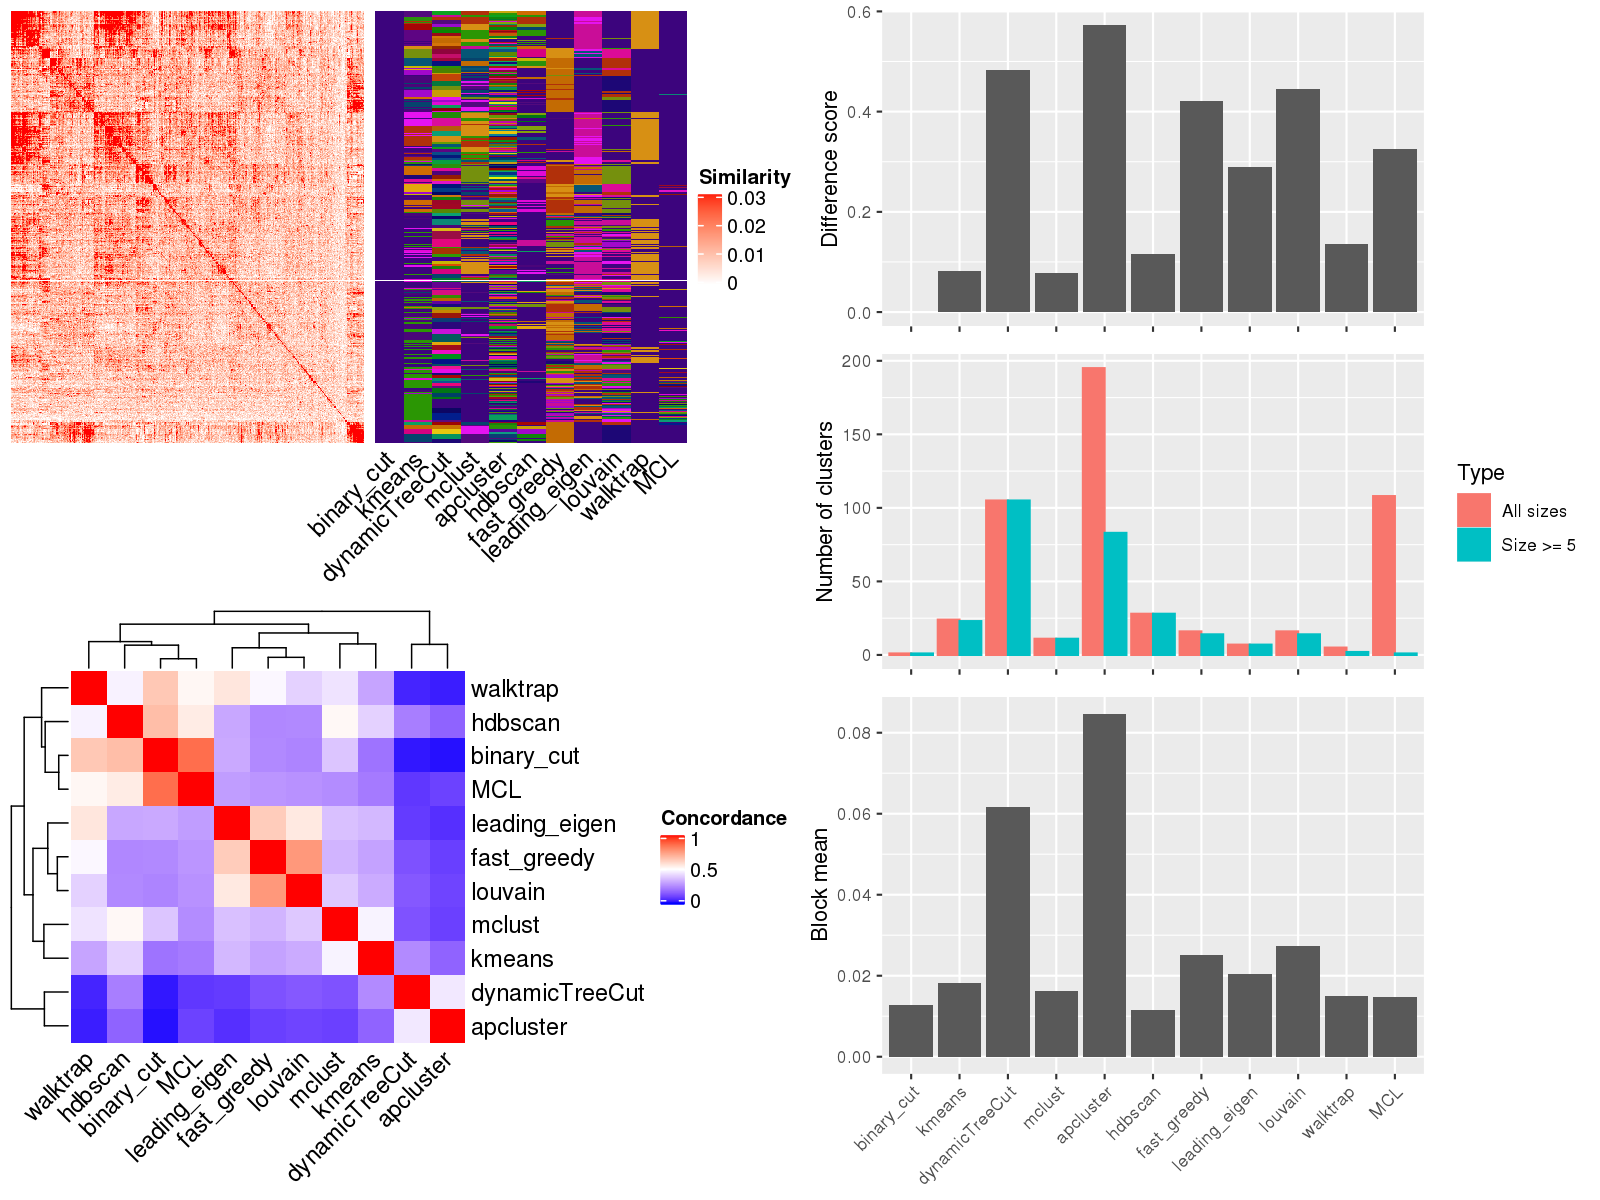 Similarity
0.03
0.02
0.01
0
binary_cut
kmeans
dynamicTreeCut
mclust
apcluster
hdbscan
fast_greedy
leading_eigen
louvain
walktrap
MCL
walktrap
hdbscan
binary_cut
MCL
leading_eigen
fast_greedy
louvain
mclust
kmeans
dynamicTreeCut
apcluster
walktrap
hdbscan
binary_cut
MCL
leading_eigen
fast_greedy
louvain
mclust
kmeans
dynamicTreeCut
apcluster
Concordance
1
0.5
0
Difference score
0.6
0.4
0.2
0.0
Number of clusters
200
150
100
50
0
Type
All sizes
Size >= 5
Block mean
0.08
0.06
0.04
0.02
0.00
binary_cut
kmeans
dynamicTreeCut
mclust
apcluster
hdbscan
fast_greedy
leading_eigen
louvain
walktrap
MCL